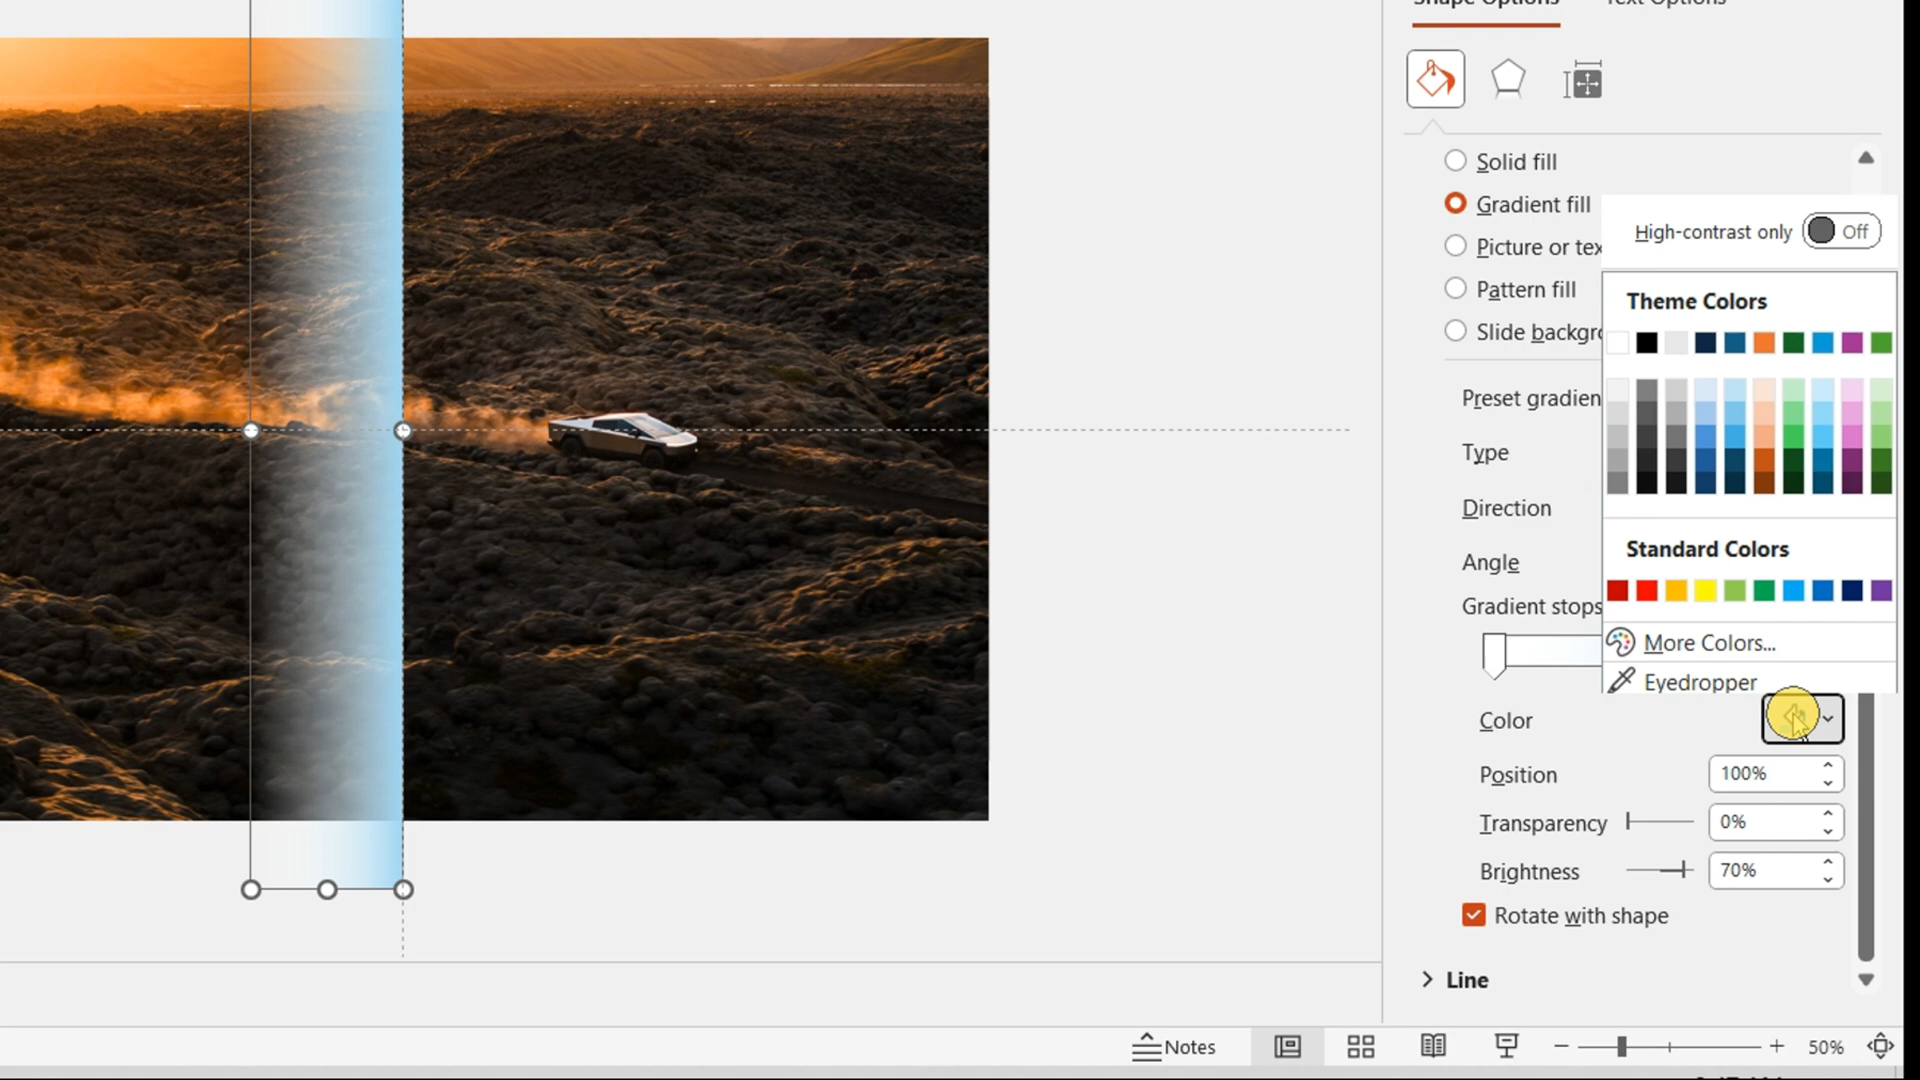 Shape Options Text Options
Solid fill
Gradient fill
High-contrast only Off
Picture or tex
Pattern fill
Theme Colors
Slide backgro
Preset gradien
Type
Direction
Standard Colors
Angle
Gradient stops
More Colors...
Eyedropper
Color
Position 100%
Transparency 0%
Brightness 70%
Rotate with shape
Line
Notes 50%